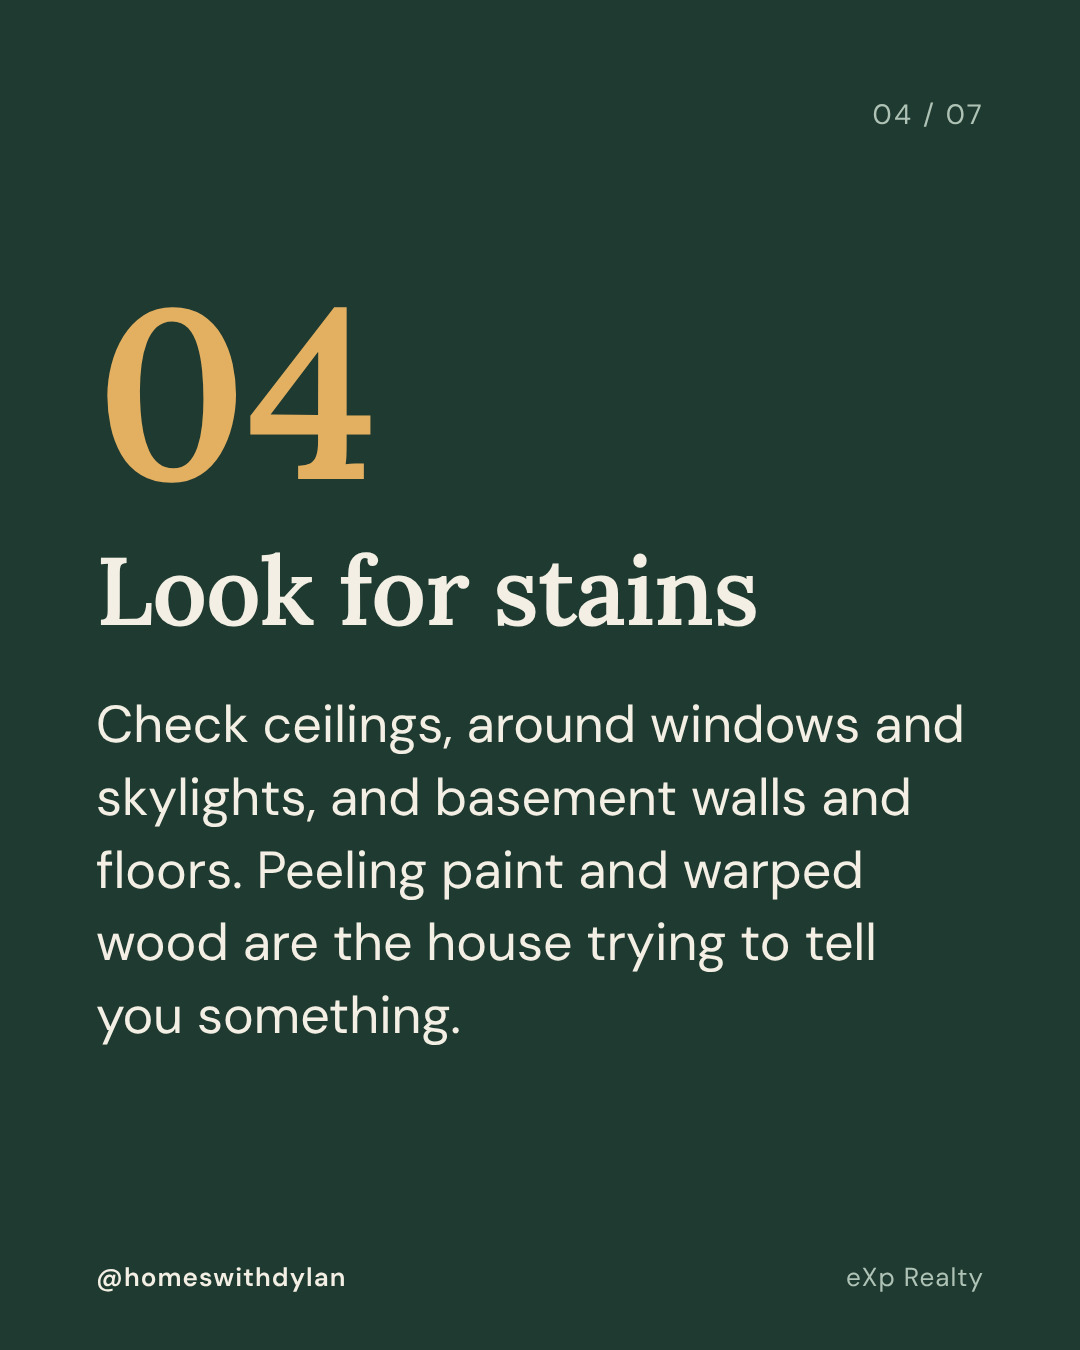 04 / 07
04
Look for stains
Check ceilings, around windows and
skylights, and basement walls and
floors. Peeling paint and warped
wood are the house trying to tell
you something.
@homeswithdylan
eXp Realty